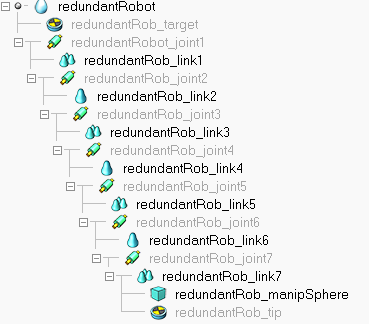 redundantRobot
redundantRob_target
redundantRobot_joint1
redundantRob_link1
redundantRob_joint2
redundantRob_link2
redundantRob_joint3
redundantRob_link3
redundantRob_joint4
redundantRob_link4
redundantRob_joint5
redundantRob_link5
redundantRob_joint6
redundantRob_link6
redundantRob_joint7
redundantRob_link7
redundantRob_manipSphere
redundantRob_tip